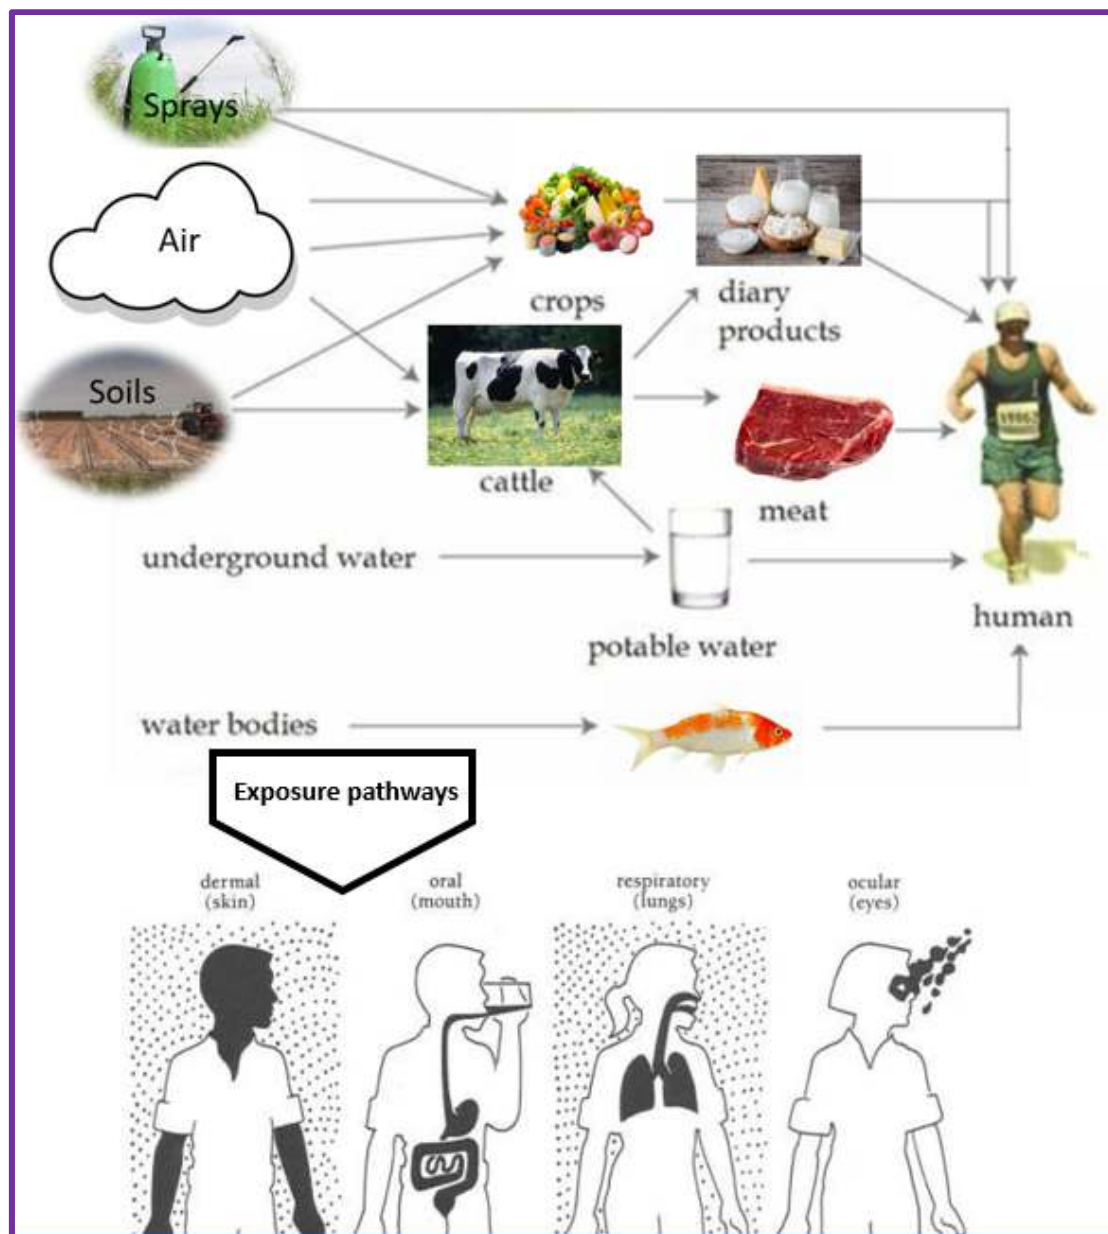 Sprays
Air
crops
diary
products
Soils
cattle
meat
underground water
human
potable water
water bodies
Exposure pathways
dermal
(skin)
oral
(mouth)
respiratory
(lungs)
ocular
(eyes)